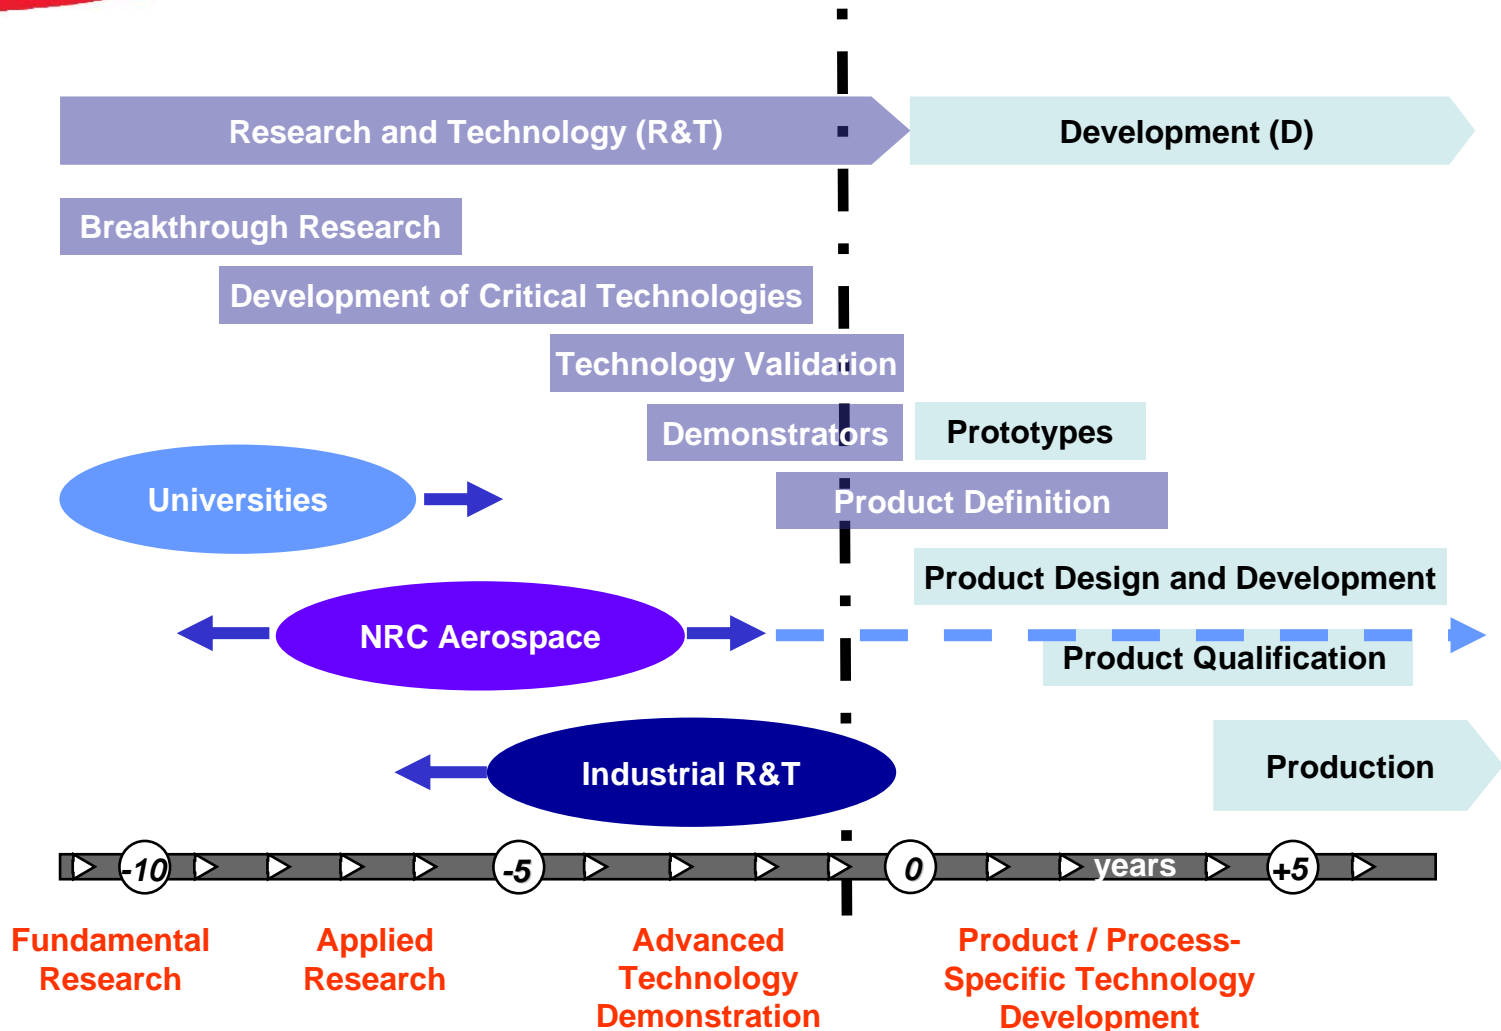 Research and Technology (R&T)
Development (D)
Breakthrough Research
Development of Critical Technologies
Technology Validation
Demonstrators
Prototypes
Universities
Product Definition
Product Design and Development
NRC Aerospace
Product Qualification
Industrial R&T
Production
-10
-5
0
years
+5
Fundamental
Research
Applied
Research
Advanced
Technology
Demonstration
Product / Process-
Specific Technology
Development